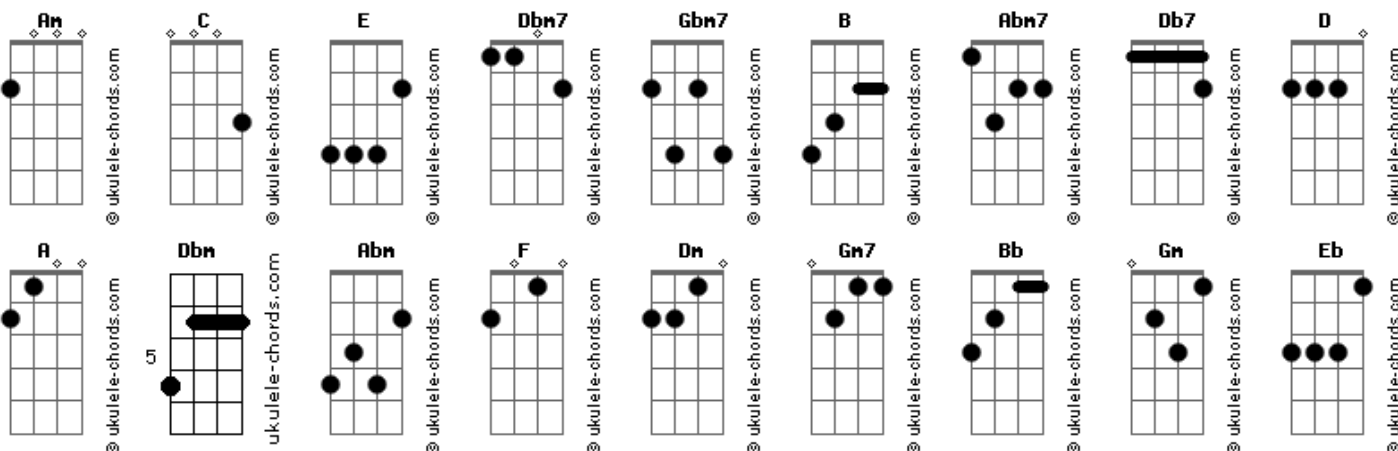 Am C E Dbm7 Gbm7 B Abm7 Db7 D
© ukulele-chords.com © ukulele-chords.com © ukulele-chords.com © ukulele-chords.com © ukulele-chords.com © ukulele-chords.com © ukulele-chords.com © ukulele-chords.com © ukulele-chords.com
A Dbm Abm F Dm Gm7 Bb Gm Eb
5
© ukulele-chords.com ukulele-chords.com © ukulele-chords.com © ukulele-chords.com © ukulele-chords.com © ukulele-chords.com © ukulele-chords.com © ukulele-chords.com © ukulele-chords.com